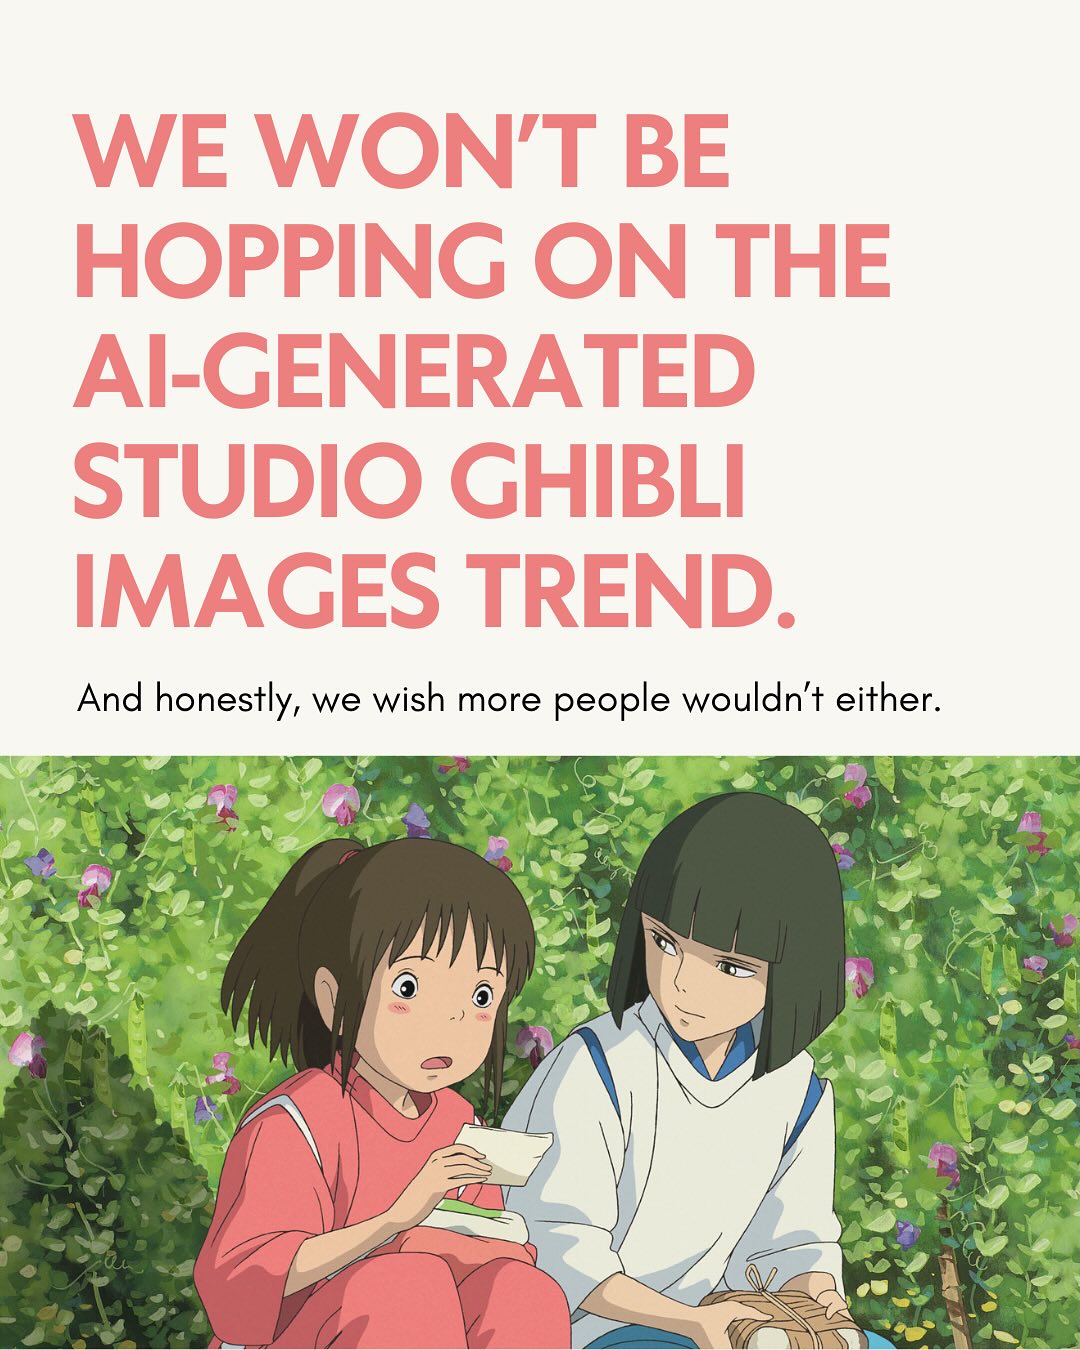 WE WON’T BE
HOPPING ON THE
AI-GENERATED
STUDIO GHIBLI
IMAGES TREND.
And honestly, we wish more people wouldn’t either.